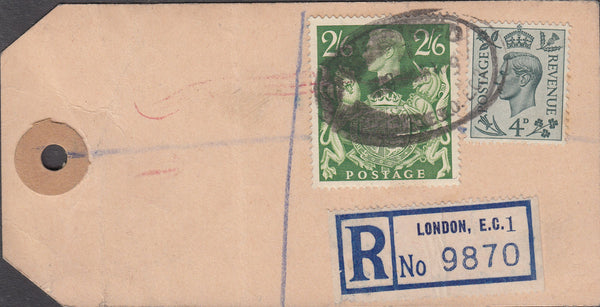 2/6 2/6
POSTAGE
POSTAGE
REVENUE
4D
R
LONDON, E.C.1
No 9870